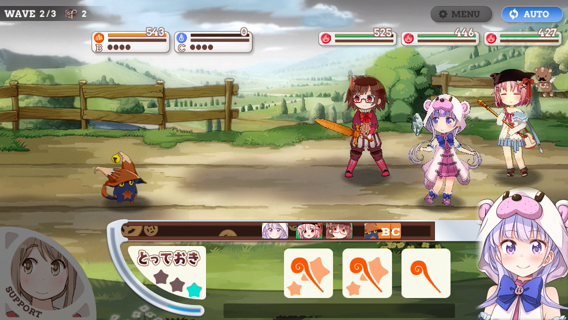 WAVE 2/3 2
MENU
AUTO
543
B
0
C
525
446
427
BC
とっておき
SUPPORT